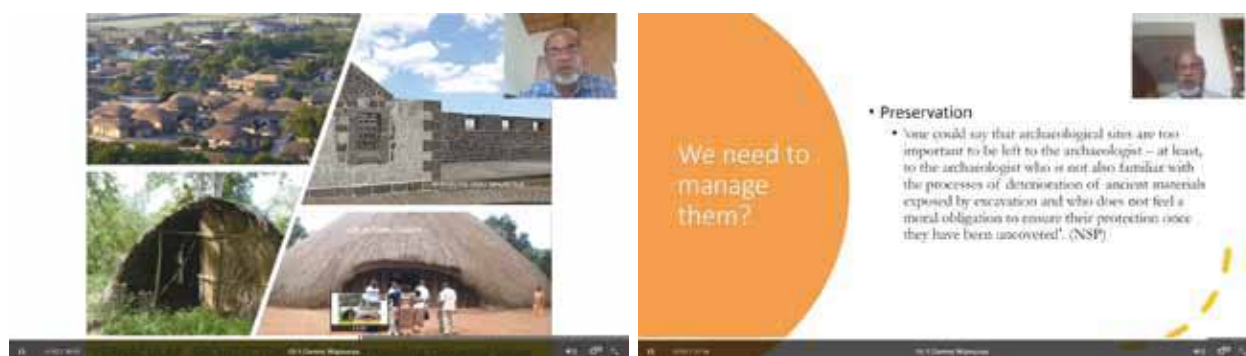 We need to
manage
them?
• Preservation
• 'one could say that archaeological sites are too
important to be left to the archaeologist – at least,
to the archaeologist who is not also familiar with
the processes of deterioration of ancient materials
exposed by excavation and who does not feel a
moral obligation to ensure their protection once
they have been uncovered'. (NSP)